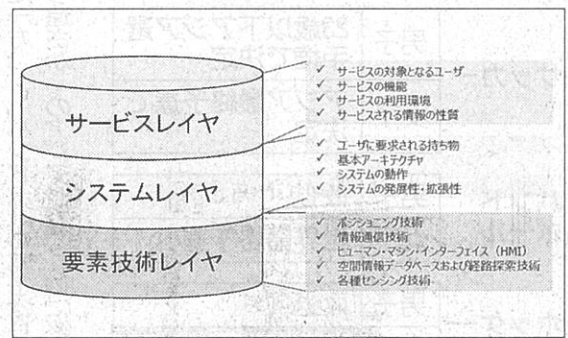 サービスレイヤ
✓ サービスの対象となるユーザ
✓ サービスの機能
✓ サービスの利用環境
✓ サービスされる情報の性質
システムレイヤ
✓ ユーザに要求される持ち物
✓ 基本アーキテクチャ
✓ システムの動作
✓ システムの発展性・拡張性
要素技術レイヤ
✓ ポジショニング技術
✓ 情報通信技術
✓ ヒューマン・マシン・インターフェイス（HMI）
✓ 空間情報データベースおよび経路探索技術
✓ 各種センシング技術